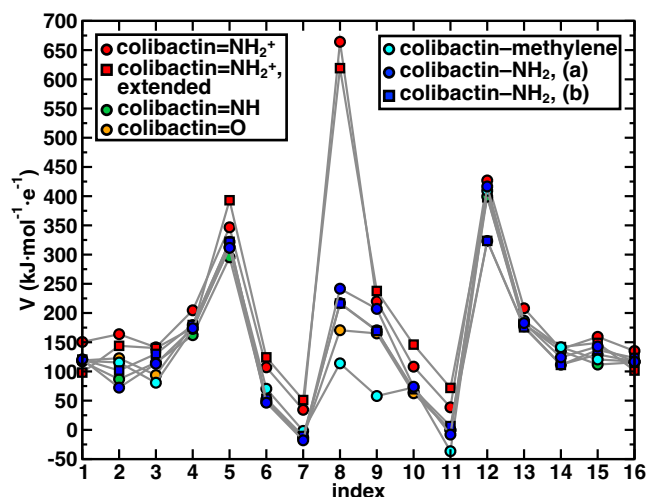 700
650
600
550
500
450
400
350
300
250
200
150
100
50
0
-50
V (kJ·mol⁻¹·e⁻¹)
colibactin=NH₂⁺
colibactin=NH₂⁺,
extended
colibactin=NH
colibactin=O
colibactin–methylene
colibactin–NH₂, (a)
colibactin–NH₂, (b)
1 2 3 4 5 6 7 8 9 10 11 12 13 14 15 16
index